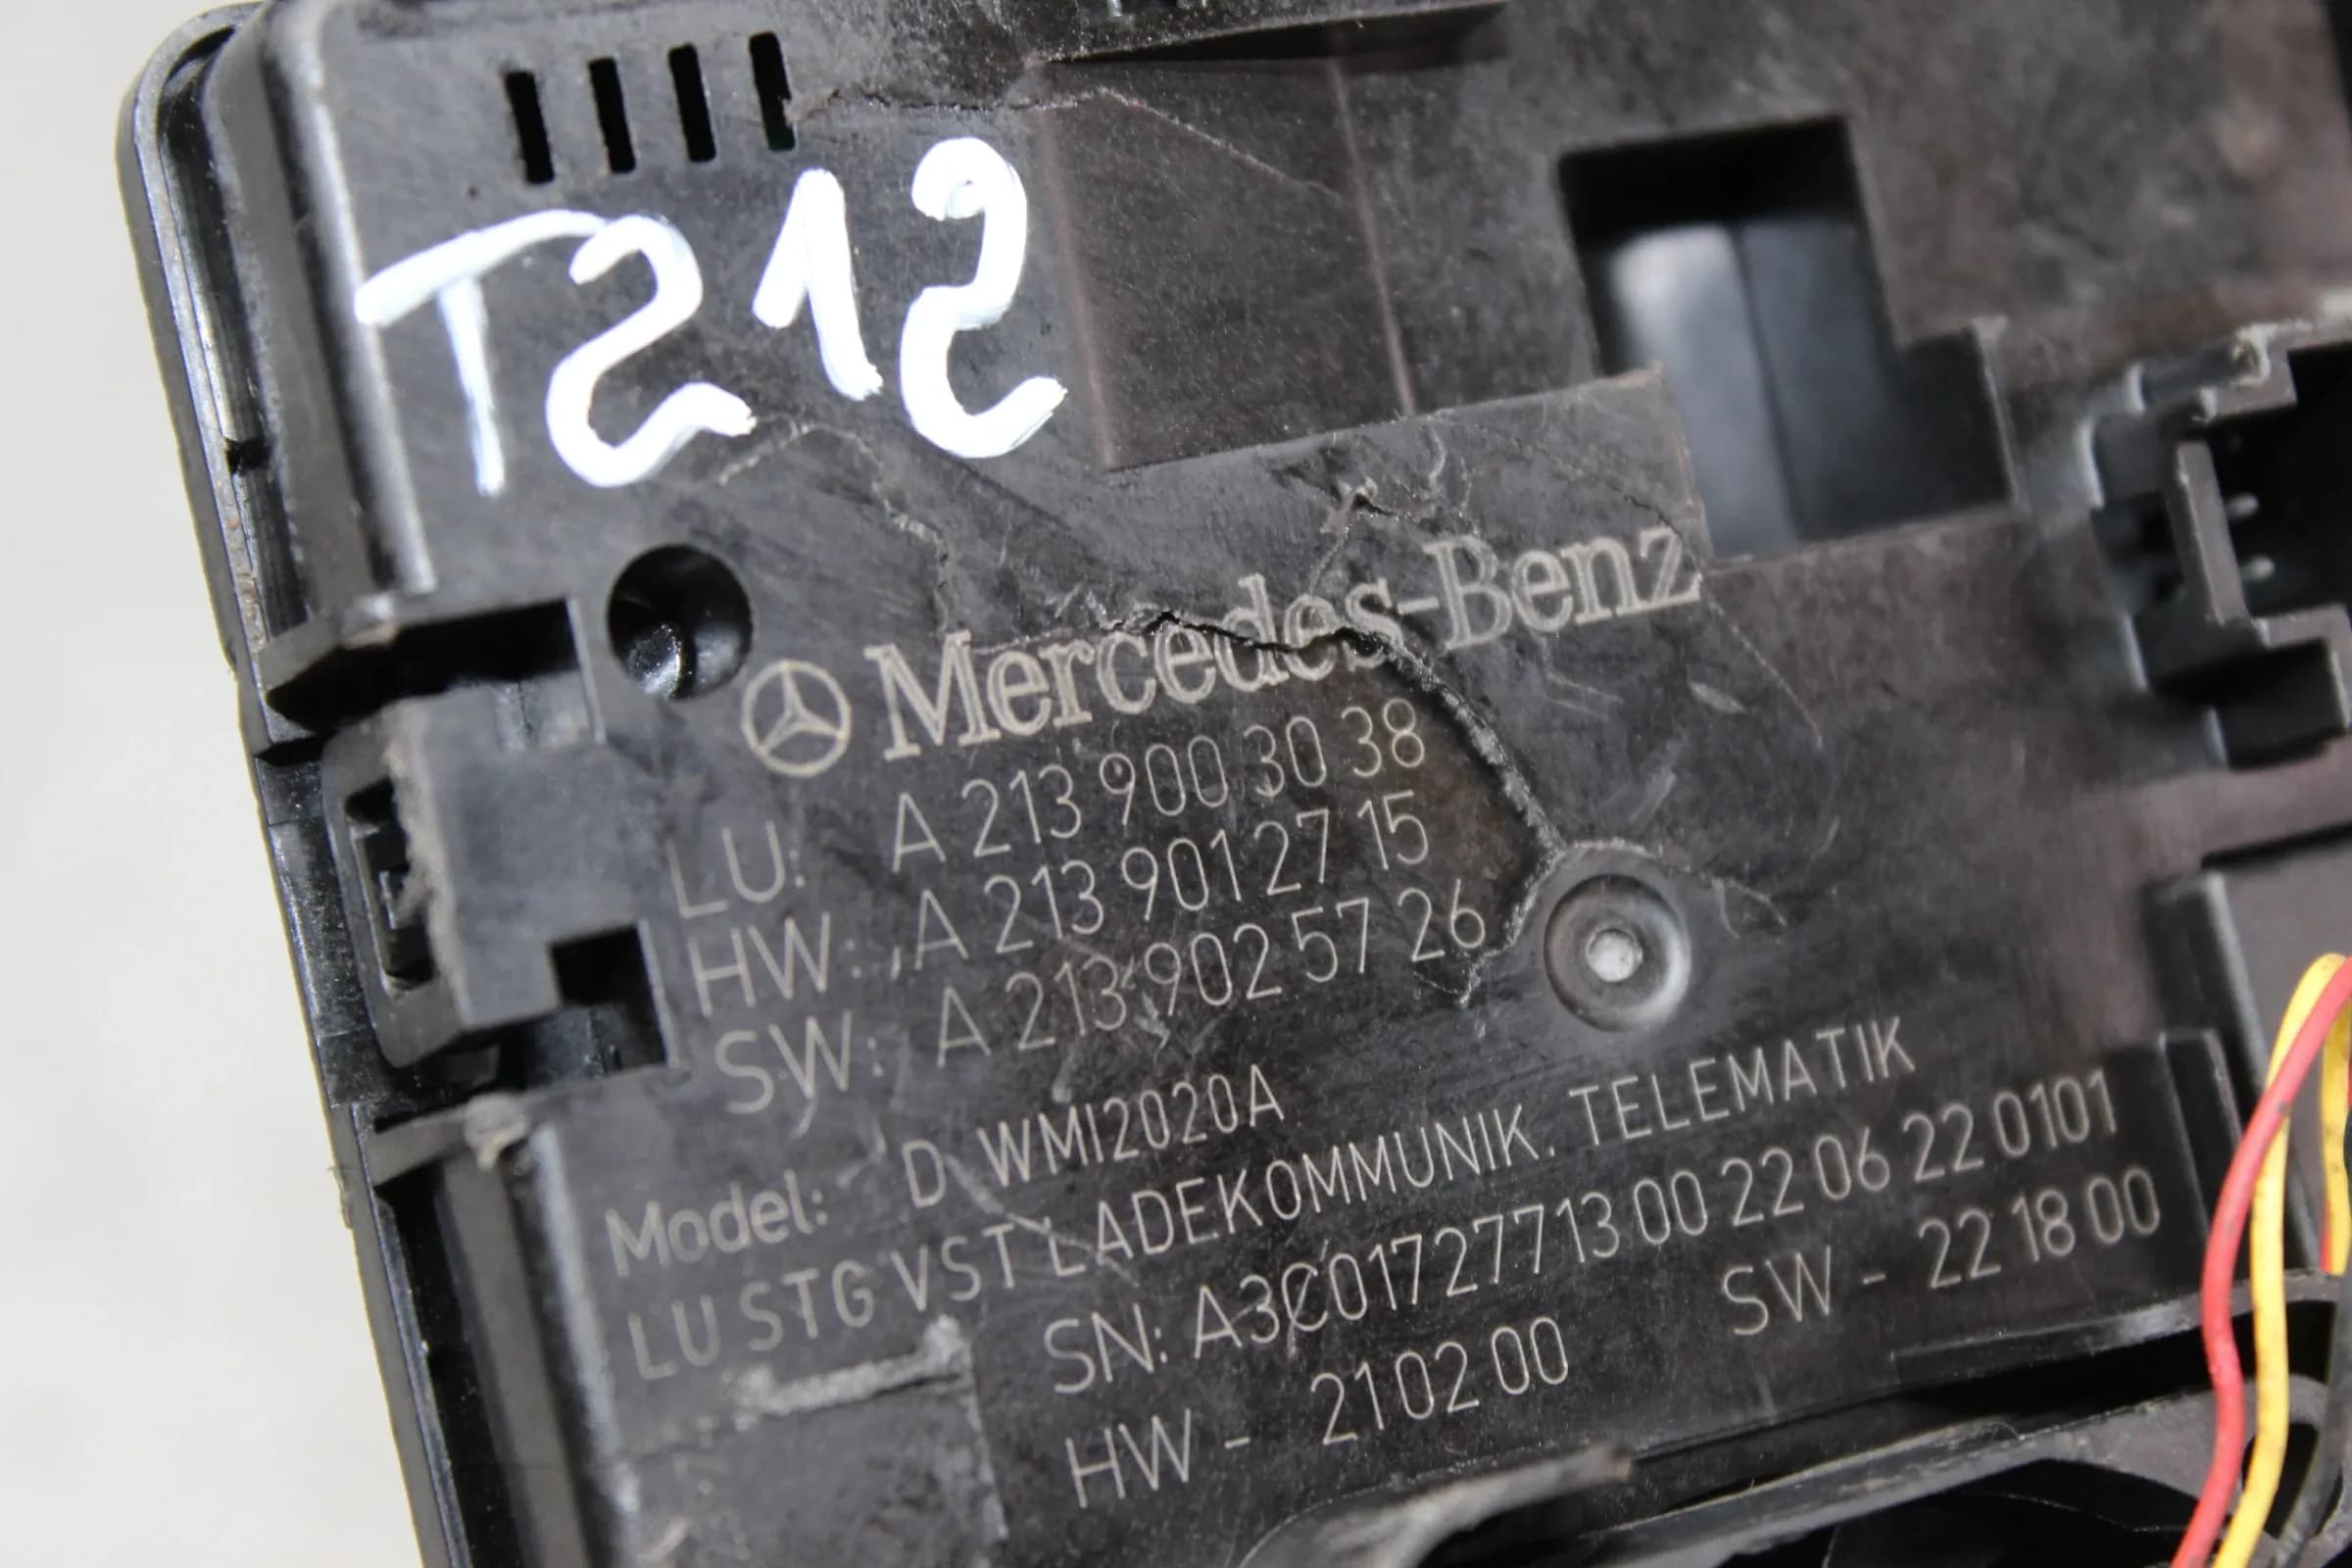 T212
Mercedes-Benz
LU: A 213 900 30 38
HW: A 213 901 27 15
SW: A 213 902 57 26
Model: D WMI2020A
LU STG VST LADEKOMMUNIK. TELEMATIK
SN: A3C01727713 00 22 06 22 0101
HW - 21 02 00 SW - 22 18 00